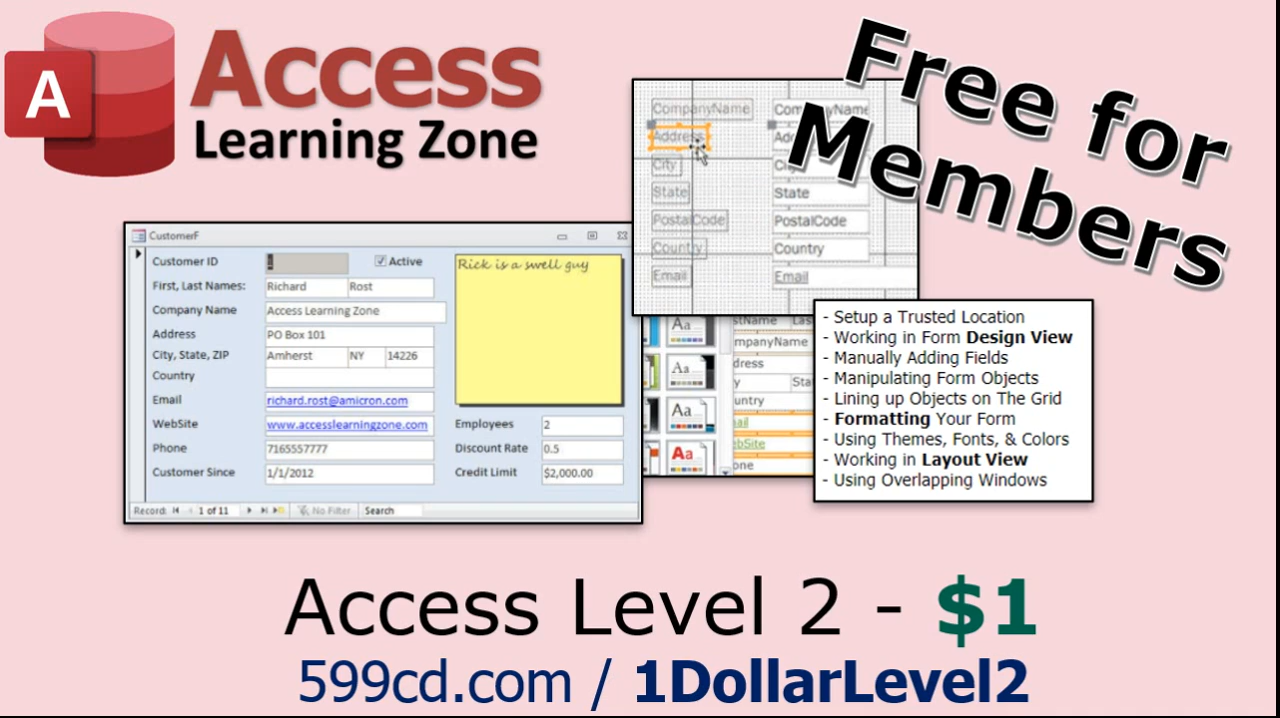 A
Access
Learning Zone
Free for
Members
CompanyName CompanyName
Address
City
State State
PostalCode PostalCode
Country Country
Email Email
CustomerF
Customer ID Active
First, Last Names: Richard Rost
Company Name Access Learning Zone
Address PO Box 101
City, State, ZIP Amherst NY 14226
Country
Email richard.rost@amicron.com
WebSite www.accesslearningzone.com
Phone 7165557777
Customer Since 1/1/2012
Rick is a swell guy
Employees 2
Discount Rate 0.5
Credit Limit $2,000.00
Record: 1 of 11 No Filter Search
Aa
Aa
Aa
Aa
- Setup a Trusted Location
- Working in Form Design View
- Manually Adding Fields
- Manipulating Form Objects
- Lining up Objects on The Grid
- Formatting Your Form
- Using Themes, Fonts, & Colors
- Working in Layout View
- Using Overlapping Windows
Access Level 2 - $1
599cd.com / 1DollarLevel2